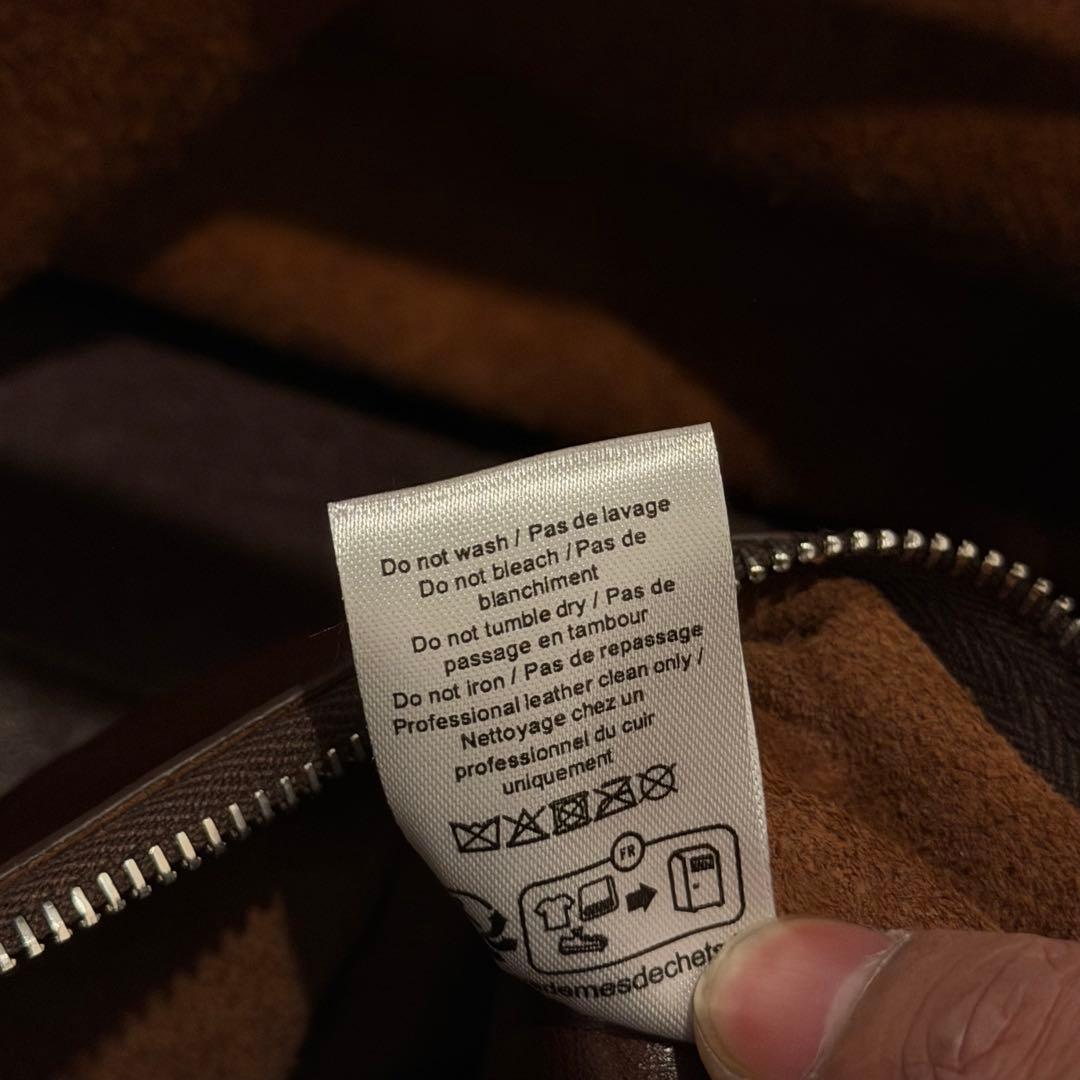 Do not wash / Pas de lavage
Do not bleach / Pas de
blanchiment
Do not tumble dry / Pas de
passage en tambour
Do not iron / Pas de repassage
Professional leather clean only /
Nettoyage chez un
professionnel du cuir
uniquement
FR